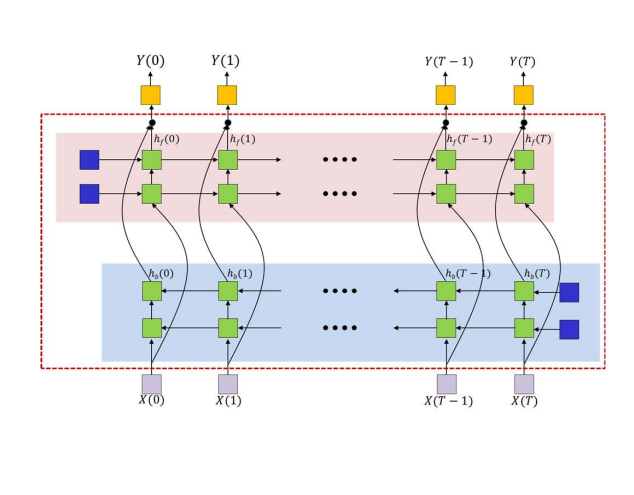 Y(0) Y(1) Y(T − 1) Y(T)
h_f(0) h_f(1) h_f(T − 1) h_f(T)
h_b(0) h_b(1) h_b(T − 1) h_b(T)
X(0) X(1) X(T − 1) X(T)